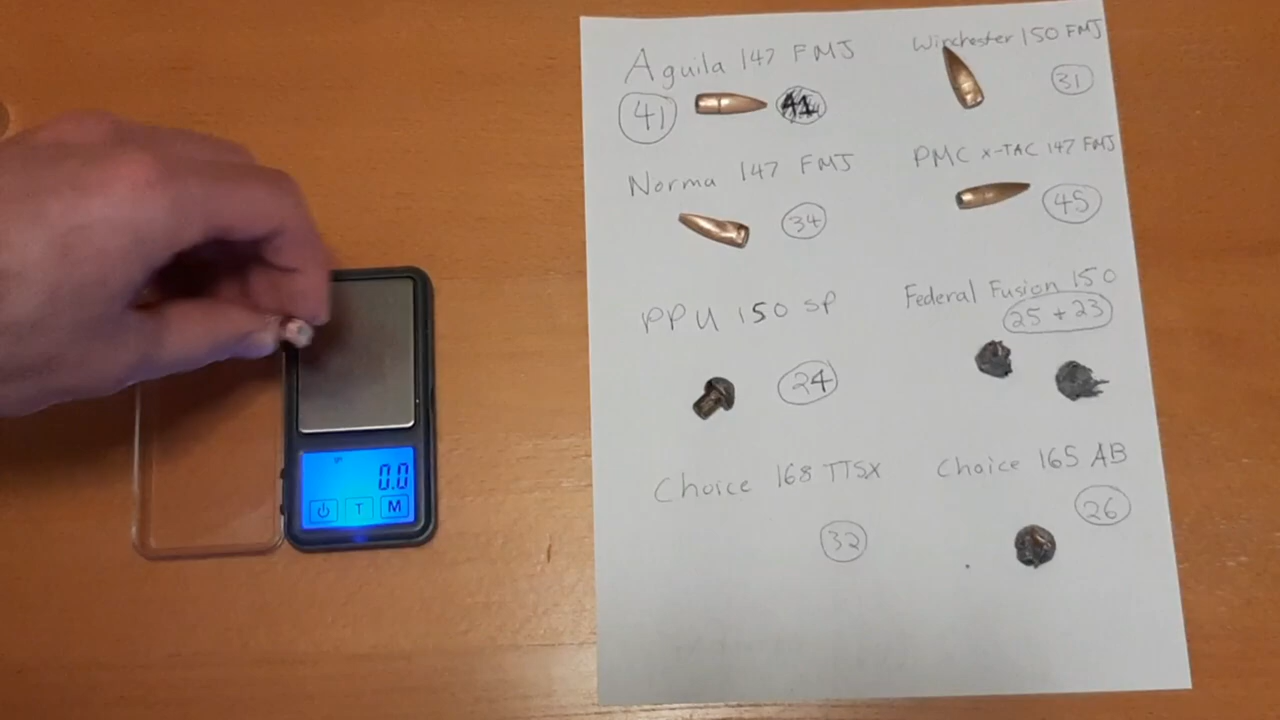 Aguila 147 FMJ
41
Winchester 150 FMJ
31
Norma 147 FMJ
34
PMC X-TAC 147 FMJ
45
PPU 150 SP
24
Federal Fusion 150
25 + 23
Choice 168 TTSX
32
Choice 165 AB
26
0.0
T M